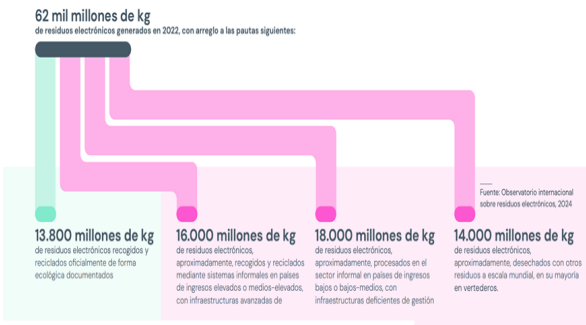 62 mil millones de kg
de residuos electrónicos generados en 2022, con arreglo a las pautas siguientes:
Fuente: Observatorio internacional
sobre residuos electrónicos, 2024
13.800 millones de kg
de residuos electrónicos recogidos y
reciclados oficialmente de forma
ecológica documentados
16.000 millones de kg
de residuos electrónicos,
aproximadamente, recogidos y reciclados
mediante sistemas informales en países
de ingresos elevados o medios-elevados,
con infraestructuras avanzadas de
18.000 millones de kg
de residuos electrónicos,
aproximadamente, procesados en el
sector informal en países de ingresos
bajos o bajos-medios, con
infraestructuras deficientes de gestión
14.000 millones de kg
de residuos electrónicos,
aproximadamente, desechados con otros
residuos a escala mundial, en su mayoría
en vertederos.